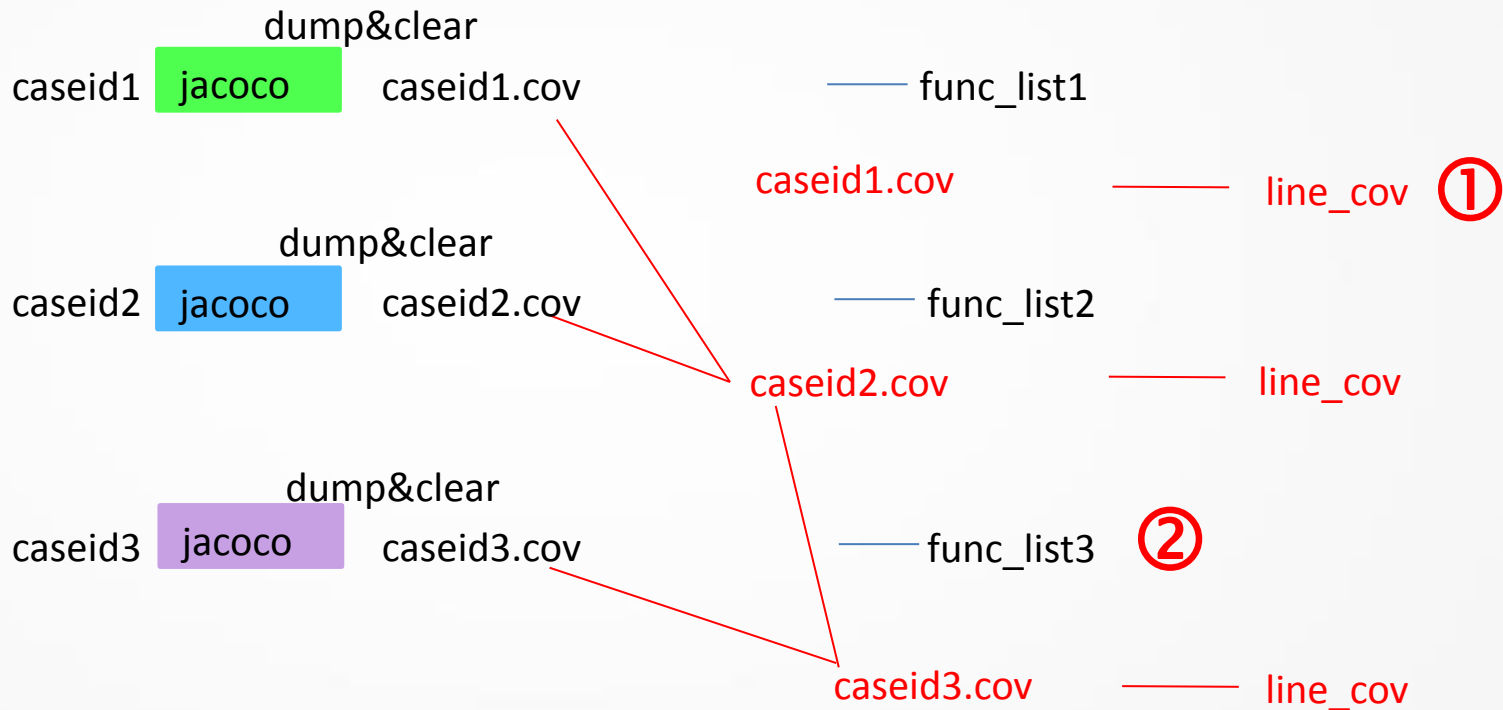 dump&clear
caseid1 jacoco caseid1.cov func_list1
caseid1.cov line_cov ①
dump&clear
caseid2 jacoco caseid2.cov func_list2
caseid2.cov line_cov
dump&clear
caseid3 jacoco caseid3.cov func_list3 ②
caseid3.cov line_cov